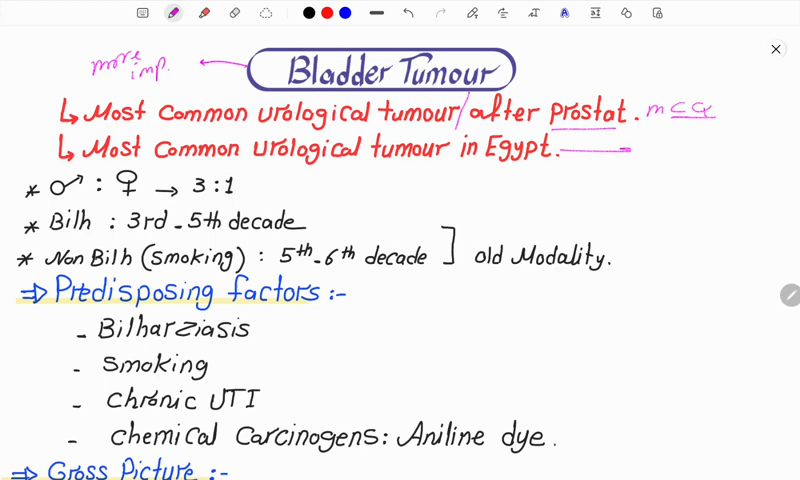 more imp.
Bladder Tumour
↳ Most Common urological tumour/after prostat. mcq
↳ Most Common urological tumour in Egypt.
* ♂ : ♀ → 3 : 1
* Bilh : 3rd - 5th decade
* Non Bilh (smoking) : 5th - 6th decade ] old Modality.
⇒ Predisposing factors :-
- Bilharziasis
- Smoking
- Chronic UTI
- chemical Carcinogens: Aniline dye.
⇒ Gross Picture :-